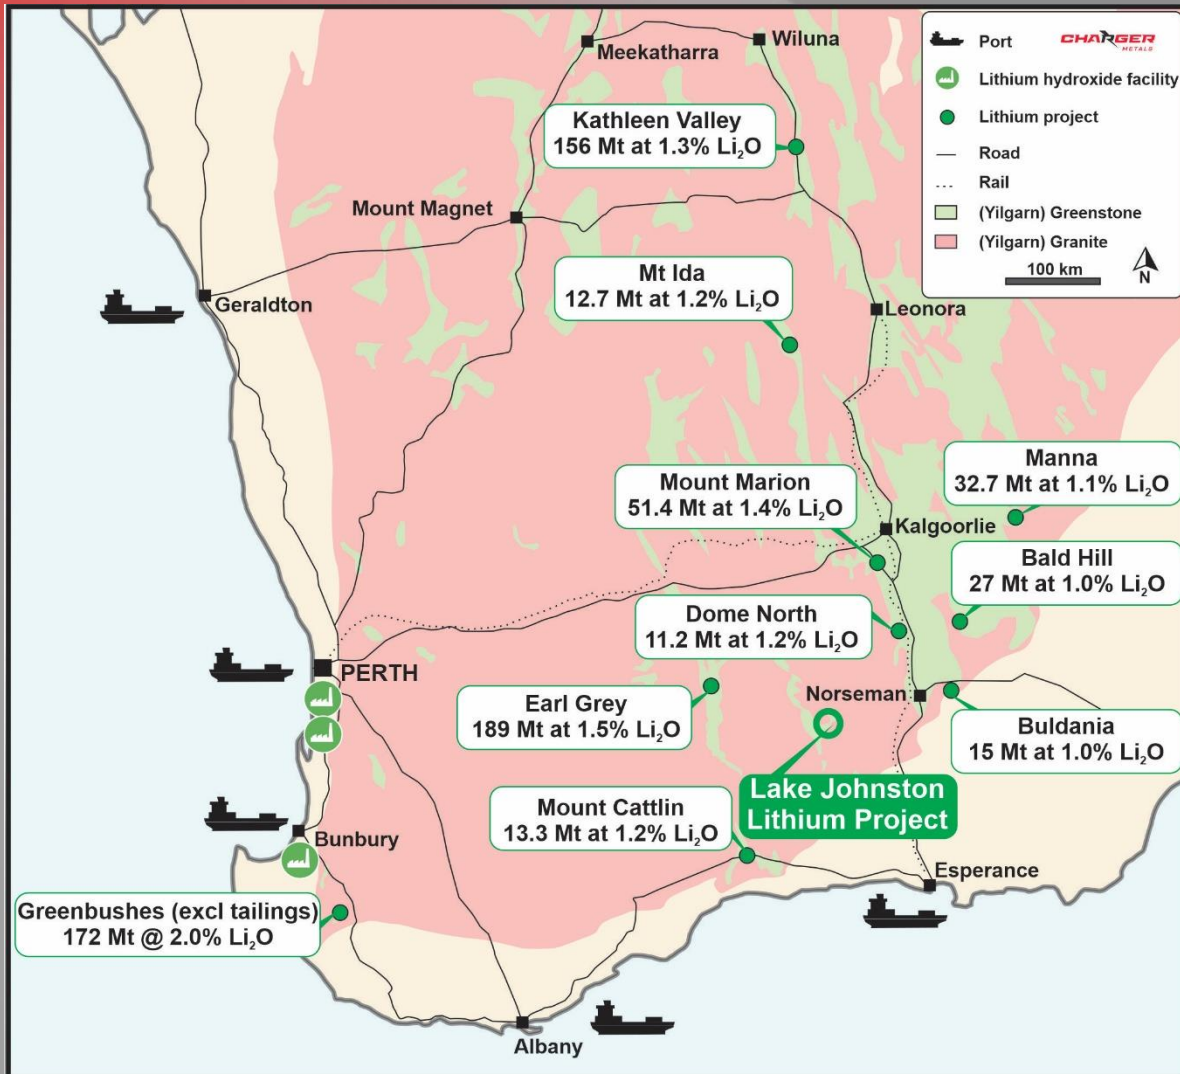 Port
CHARGER
METALS
Lithium hydroxide facility
Lithium project
Road
Rail
(Yilgarn) Greenstone
(Yilgarn) Granite
100 km
N
Meekatharra
Wiluna
Kathleen Valley
156 Mt at 1.3% Li₂O
Mount Magnet
Mt Ida
12.7 Mt at 1.2% Li₂O
Geraldton
Leonora
Manna
32.7 Mt at 1.1% Li₂O
Mount Marion
51.4 Mt at 1.4% Li₂O
Kalgoorlie
Bald Hill
27 Mt at 1.0% Li₂O
Dome North
11.2 Mt at 1.2% Li₂O
PERTH
Earl Grey
189 Mt at 1.5% Li₂O
Norseman
Buldania
15 Mt at 1.0% Li₂O
Lake Johnston
Lithium Project
Mount Cattlin
13.3 Mt at 1.2% Li₂O
Bunbury
Esperance
Greenbushes (excl tailings)
172 Mt @ 2.0% Li₂O
Albany